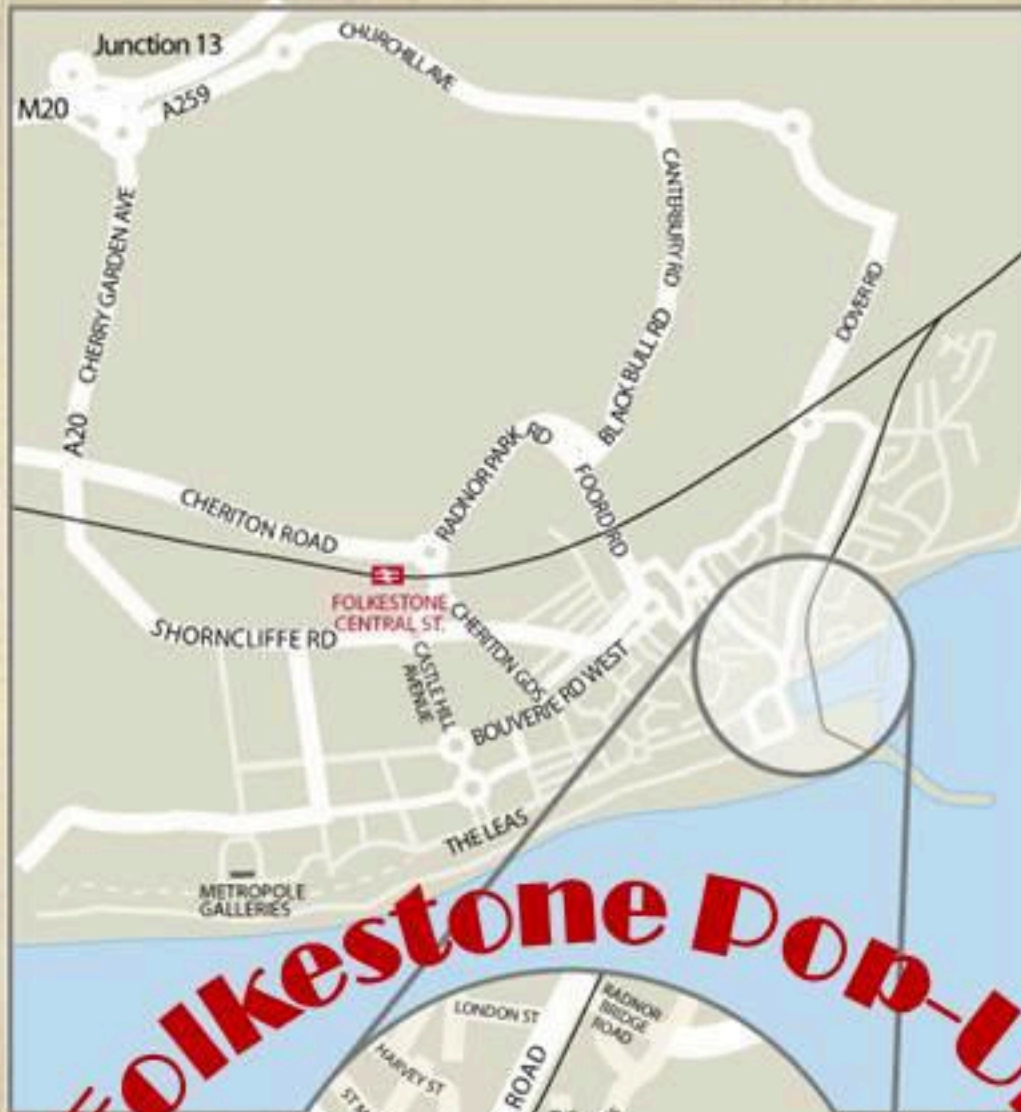 Junction 13
CHURCHILL AVE
M20
A259
CANTERBURY RD
CHERRY GARDEN AVE
DOVER RD
BLACK BULL RD
A20
RADNOR PARK RD
FOORD RD
CHERITON ROAD
FOLKESTONE
CENTRAL ST.
SHORNCLIFFE RD
CHERITON GDS
CASTLE HILL
AVENUE
BOUVERIE RD WEST
THE LEAS
METROPOLE
GALLERIES
Folkestone Pop-U
LONDON ST
RADNOR
BRIDGE
ROAD
HARVEY ST
ROAD